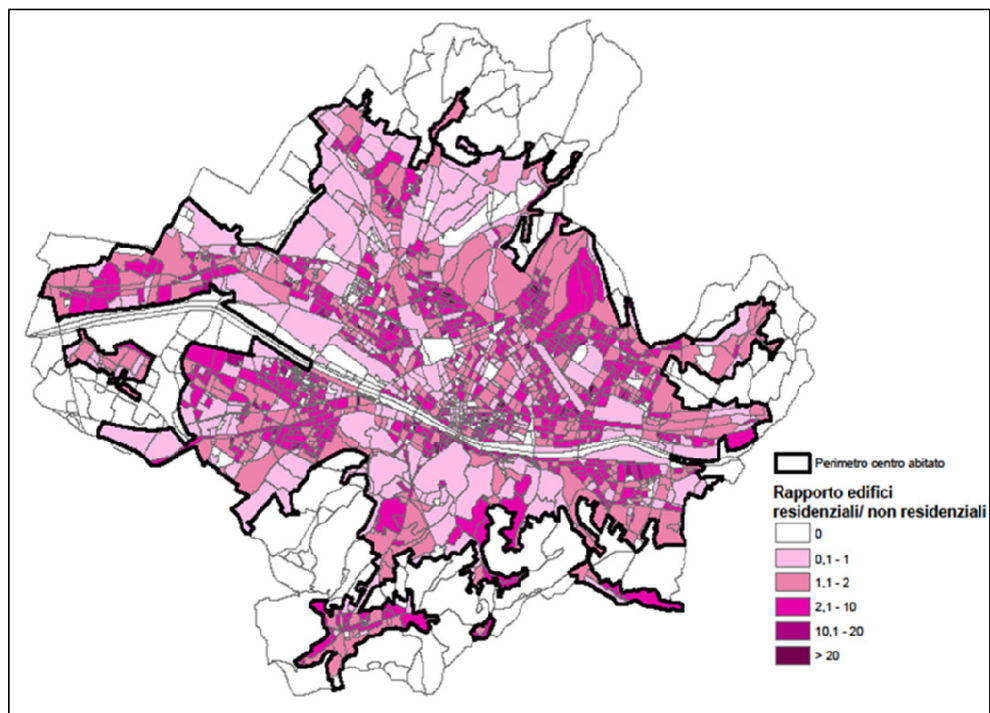 Perimetro centro abitato
Rapporto edifici
residenziali/ non residenziali
0
0,1 - 1
1,1 - 2
2,1 - 10
10,1 - 20
> 20